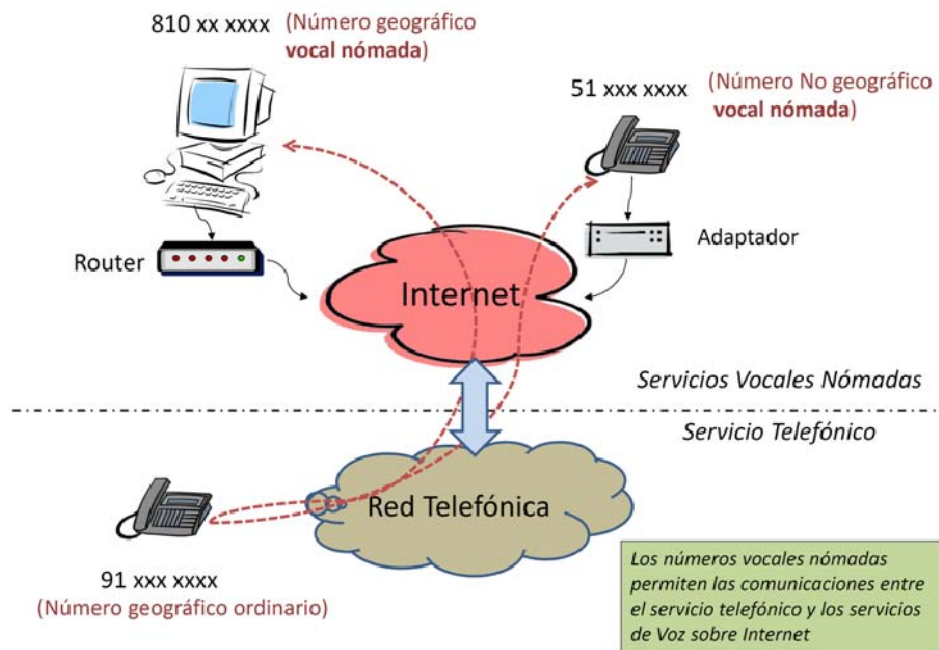 810 xx xxxx
(Número geográfico
vocal nómada)
51 xxx xxxx
(Número No geográfico
vocal nómada)
Router
Adaptador
Internet
Servicios Vocales Nómadas
Servicio Telefónico
Red Telefónica
91 xxx xxxx
(Número geográfico ordinario)
Los números vocales nómadas
permiten las comunicaciones entre
el servicio telefónico y los servicios
de Voz sobre Internet